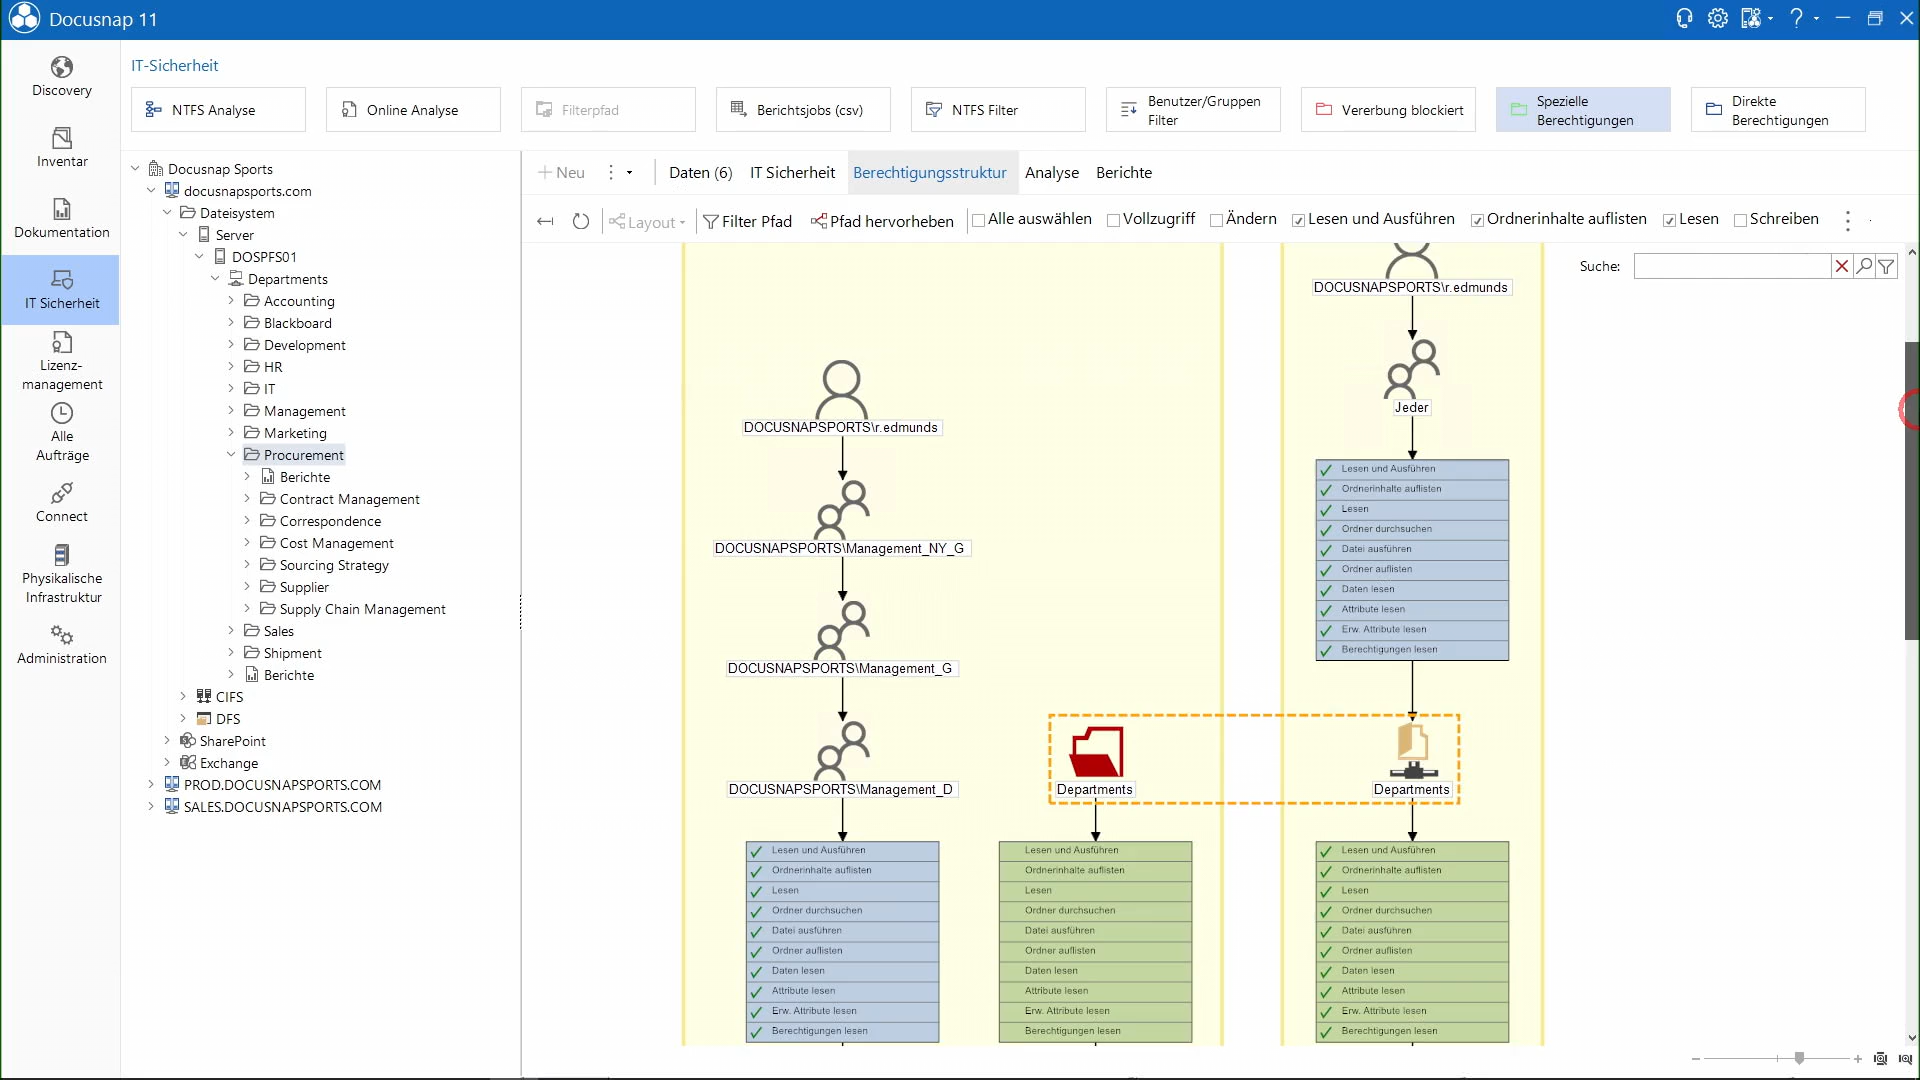 Docusnap 11
Discovery
Inventar
Dokumentation
IT Sicherheit
Lizenz-
management
Alle
Aufträge
Connect
Physikalische
Infrastruktur
Administration
IT-Sicherheit
NTFS Analyse
Online Analyse
Filterpfad
Berichtsjobs (csv)
NTFS Filter
Benutzer/Gruppen
Filter
Vererbung blockiert
Spezielle
Berechtigungen
Direkte
Berechtigungen
Docusnap Sports
docusnapsports.com
Dateisystem
Server
DOSPFS01
Departments
Accounting
Blackboard
Development
HR
IT
Management
Marketing
Procurement
Berichte
Contract Management
Correspondence
Cost Management
Sourcing Strategy
Supplier
Supply Chain Management
Sales
Shipment
Berichte
CIFS
DFS
SharePoint
Exchange
PROD.DOCUSNAPSPORTS.COM
SALES.DOCUSNAPSPORTS.COM
Neu
Daten (6)
IT Sicherheit
Berechtigungsstruktur
Analyse
Berichte
Layout
Filter Pfad
Pfad hervorheben
Alle auswählen
Vollzugriff
Ändern
Lesen und Ausführen
Ordnerinhalte auflisten
Lesen
Schreiben
Suche:
DOCUSNAPSPORTS\r.edmunds
DOCUSNAPSPORTS\Management_NY_G
DOCUSNAPSPORTS\Management_G
DOCUSNAPSPORTS\Management_D
Lesen und Ausführen
Ordnerinhalte auflisten
Lesen
Ordner durchsuchen
Datei ausführen
Ordner auflisten
Daten lesen
Attribute lesen
Erw. Attribute lesen
Berechtigungen lesen
Departments
Lesen und Ausführen
Ordnerinhalte auflisten
Lesen
Ordner durchsuchen
Datei ausführen
Ordner auflisten
Daten lesen
Attribute lesen
Erw. Attribute lesen
Berechtigungen lesen
DOCUSNAPSPORTS\r.edmunds
Jeder
Lesen und Ausführen
Ordnerinhalte auflisten
Lesen
Ordner durchsuchen
Datei ausführen
Ordner auflisten
Daten lesen
Attribute lesen
Erw. Attribute lesen
Berechtigungen lesen
Departments
Lesen und Ausführen
Ordnerinhalte auflisten
Lesen
Ordner durchsuchen
Datei ausführen
Ordner auflisten
Daten lesen
Attribute lesen
Erw. Attribute lesen
Berechtigungen lesen